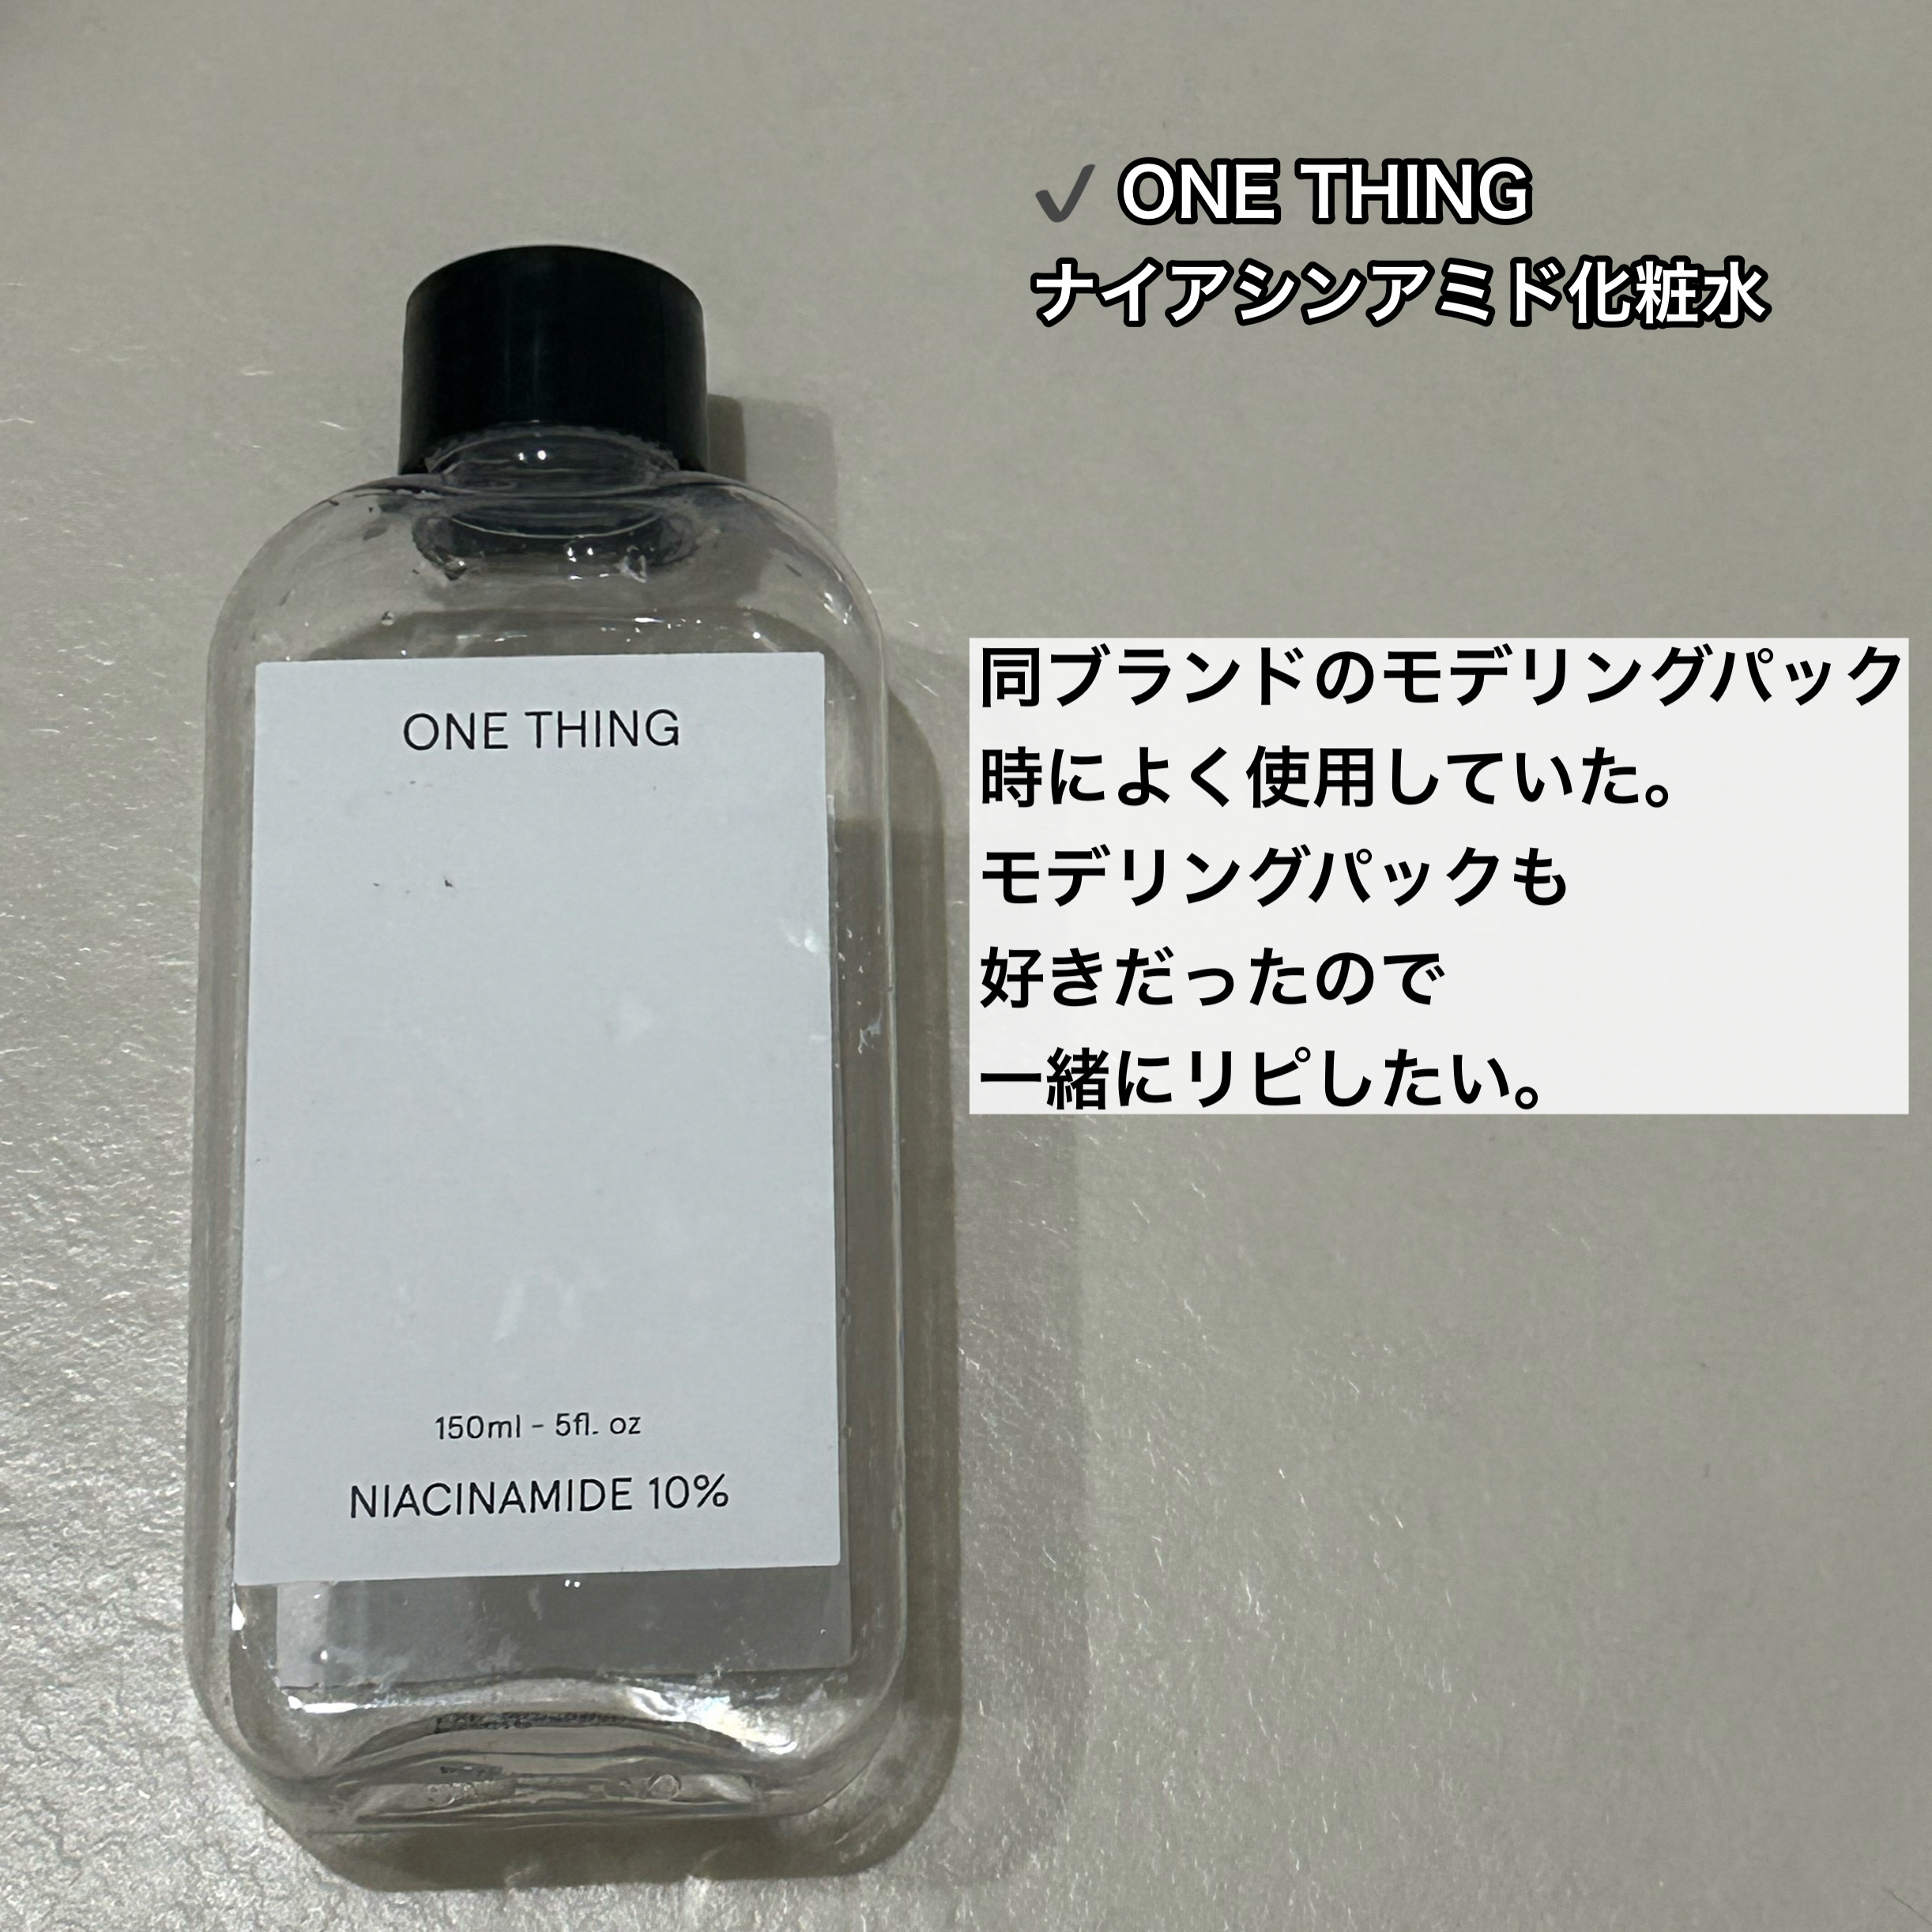 ✓ ONE THING
ナイアシンアミド化粧水
同ブランドのモデリングパック
時によく使用していた。
モデリングパックも
好きだったので
一緒にリピしたい。
ONE THING
150ml - 5fl. oz
NIACINAMIDE 10%